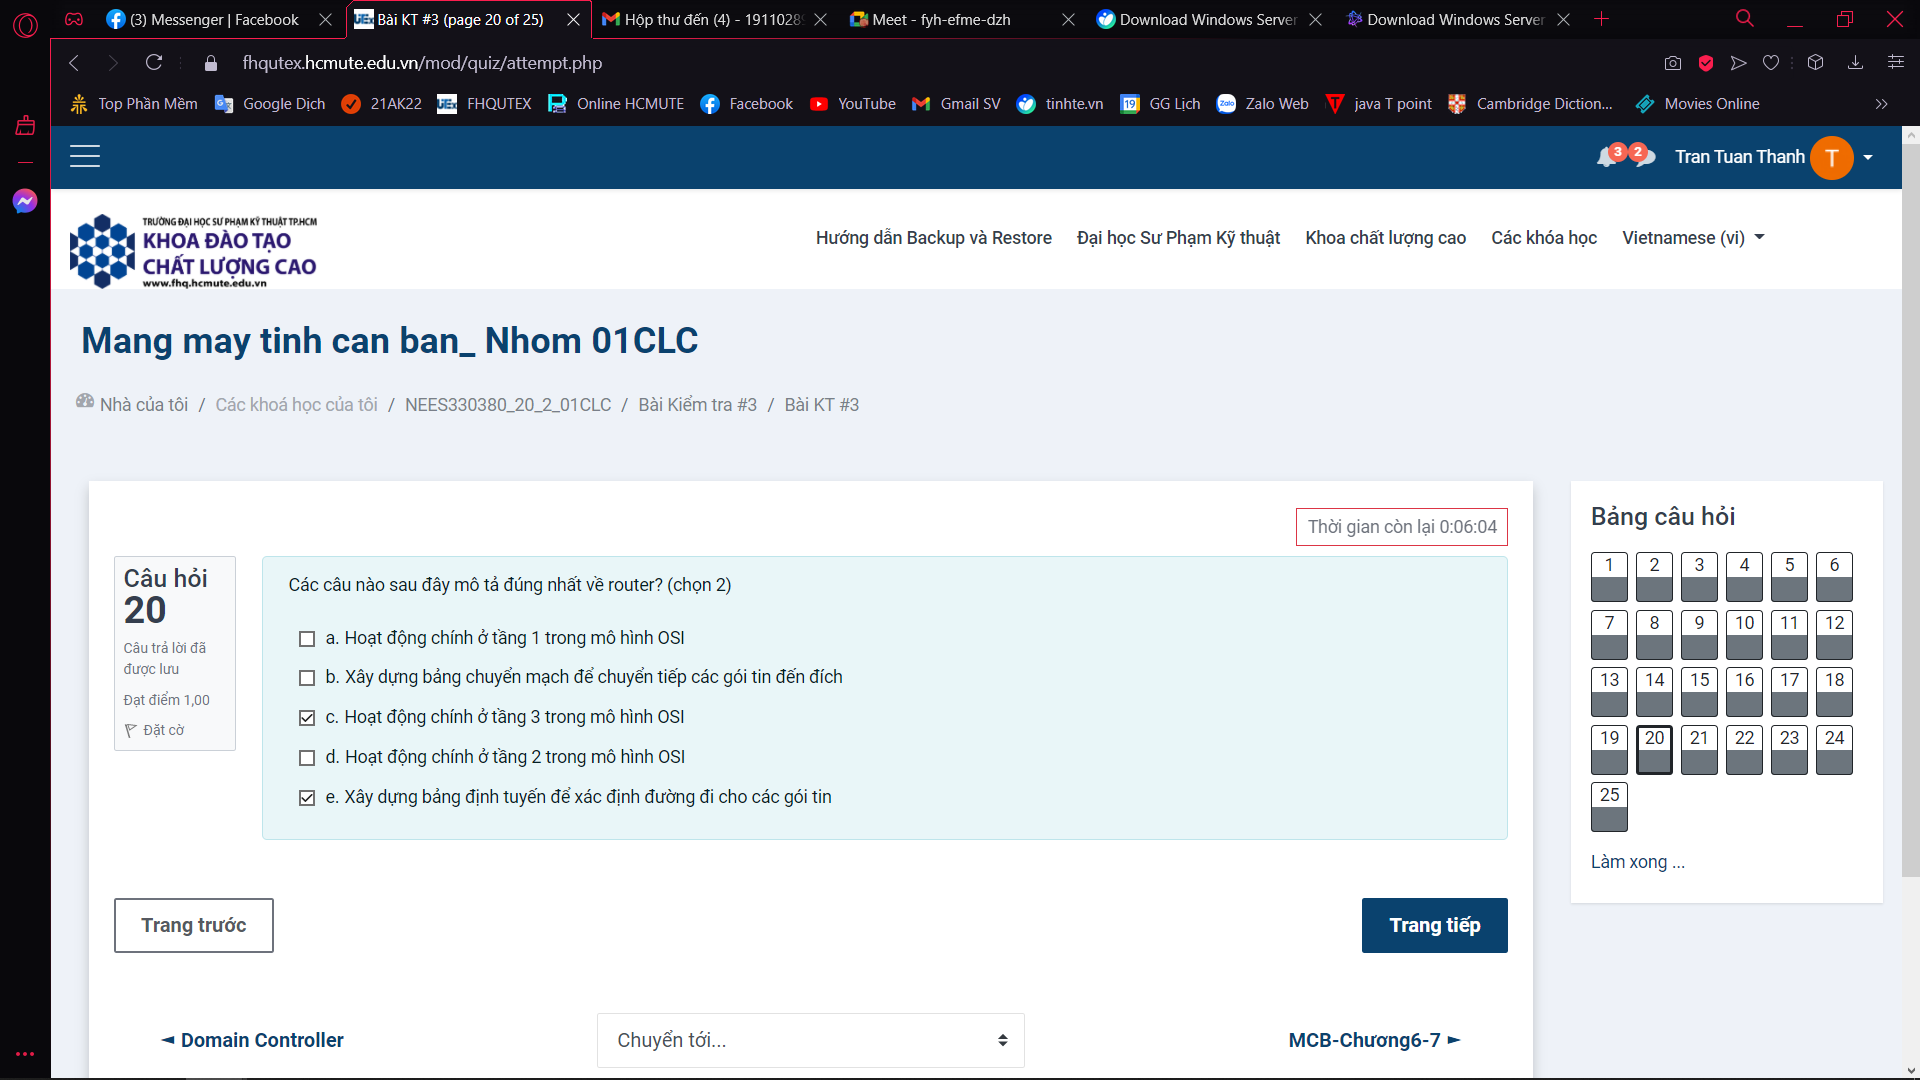 (3) Messenger | Facebook
Bài KT #3 (page 20 of 25)
Hộp thư đến (4) - 1911028
Meet - fyh-efme-dzh
Download Windows Server
Download Windows Server
fhqutex.hcmute.edu.vn/mod/quiz/attempt.php
Top Phần Mềm
Google Dịch
21AK22
UEx FHQUTEX
Online HCMUTE
Facebook
YouTube
Gmail SV
tinhte.vn
19 GG Lịch
Zalo Zalo Web
java T point
Cambridge Diction...
Movies Online
3 2 Tran Tuan Thanh T
TRƯỜNG ĐẠI HỌC SƯ PHẠM KỸ THUẬT TP.HCM
KHOA ĐÀO TẠO
CHẤT LƯỢNG CAO
www.fhq.hcmute.edu.vn
Hướng dẫn Backup và Restore
Đại học Sư Phạm Kỹ thuật
Khoa chất lượng cao
Các khóa học
Vietnamese (vi)
Mang may tinh can ban_ Nhom 01CLC
Nhà của tôi / Các khoá học của tôi / NEES330380_20_2_01CLC / Bài Kiểm tra #3 / Bài KT #3
Thời gian còn lại 0:06:04
Câu hỏi
20
Câu trả lời đã
được lưu
Đạt điểm 1,00
Đặt cờ
Các câu nào sau đây mô tả đúng nhất về router? (chọn 2)
a. Hoạt động chính ở tầng 1 trong mô hình OSI
b. Xây dựng bảng chuyển mạch để chuyển tiếp các gói tin đến đích
c. Hoạt động chính ở tầng 3 trong mô hình OSI
d. Hoạt động chính ở tầng 2 trong mô hình OSI
e. Xây dựng bảng định tuyến để xác định đường đi cho các gói tin
Trang trước
Trang tiếp
◄ Domain Controller
Chuyển tới...
MCB-Chương6-7 ►
Bảng câu hỏi
1 2 3 4 5 6
7 8 9 10 11 12
13 14 15 16 17 18
19 20 21 22 23 24
25
Làm xong ...